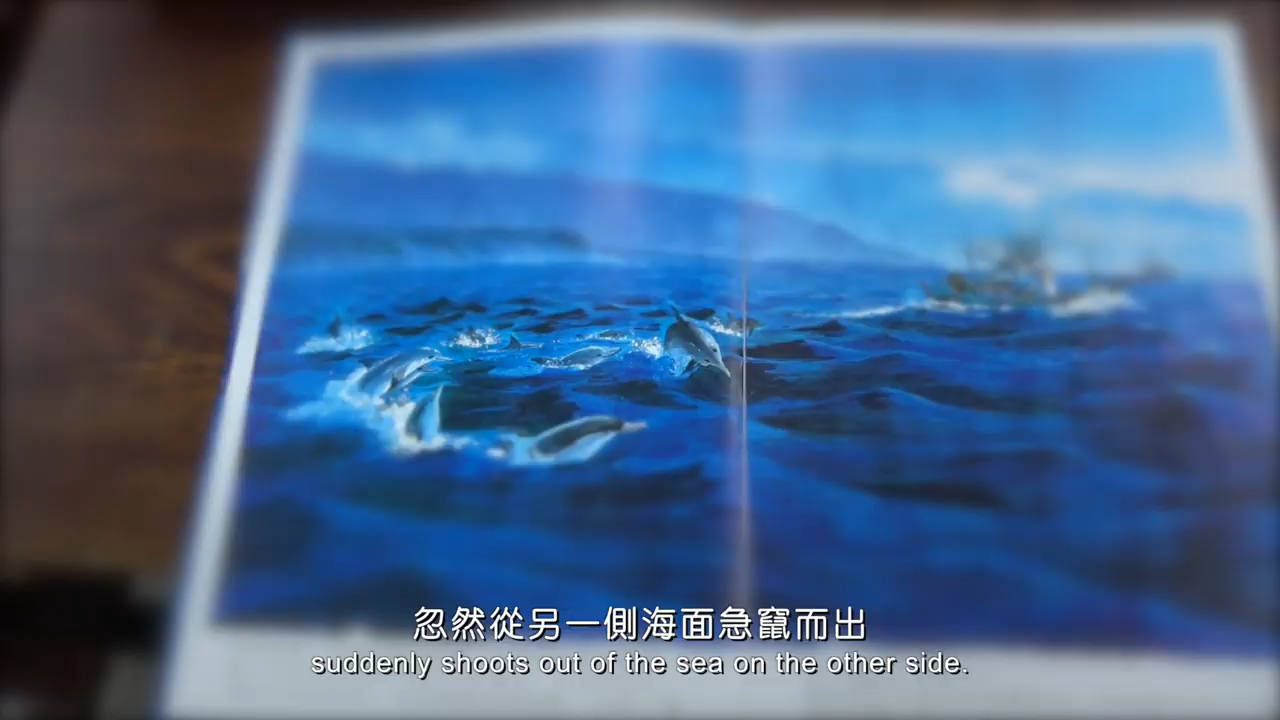 忽然從另一側海面急竄而出
suddenly shoots out of the sea on the other side.